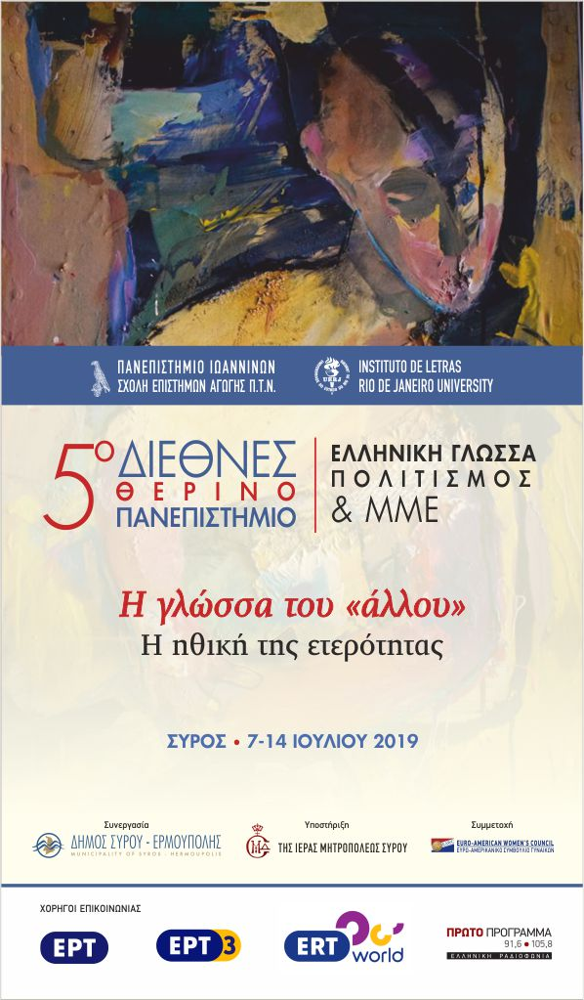 ΠΑΝΕΠΙΣΤΗΜΙΟ ΙΩΑΝΝΙΝΩΝ
ΣΧΟΛΗ ΕΠΙΣΤΗΜΩΝ ΑΓΩΓΗΣ Π.Τ.Ν.
INSTITUTO DE LETRAS
RIO DE JANEIRO UNIVERSITY
5ο ΔΙΕΘΝΕΣ
ΘΕΡΙΝΟ
ΠΑΝΕΠΙΣΤΗΜΙΟ
ΕΛΛΗΝΙΚΗ ΓΛΩΣΣΑ
ΠΟΛΙΤΙΣΜΟΣ
& ΜΜΕ
Η γλώσσα του «άλλου»
Η ηθική της ετερότητας
ΣΥΡΟΣ • 7-14 ΙΟΥΛΙΟΥ 2019
Συνεργασία
ΔΗΜΟΣ ΣΥΡΟΥ - ΕΡΜΟΥΠΟΛΗΣ
MUNICIPALITY OF SYROS - HERMOUPOLIS
Υποστήριξη
ΤΗΣ ΙΕΡΑΣ ΜΗΤΡΟΠΟΛΕΩΣ ΣΥΡΟΥ
Συμμετοχή
EURO-AMERICAN WOMEN'S COUNCIL
ΕΥΡΩ-ΑΜΕΡΙΚΑΝΙΚΟ ΣΥΜΒΟΥΛΙΟ ΓΥΝΑΙΚΩΝ
ΧΟΡΗΓΟΙ ΕΠΙΚΟΙΝΩΝΙΑΣ
ΕΡΤ
ΕΡΤ 3
ERT world
ΠΡΩΤΟ ΠΡΟΓΡΑΜΜΑ
91,6 • 105,8
ΕΛΛΗΝΙΚΗ ΡΑΔΙΟΦΩΝΙΑ